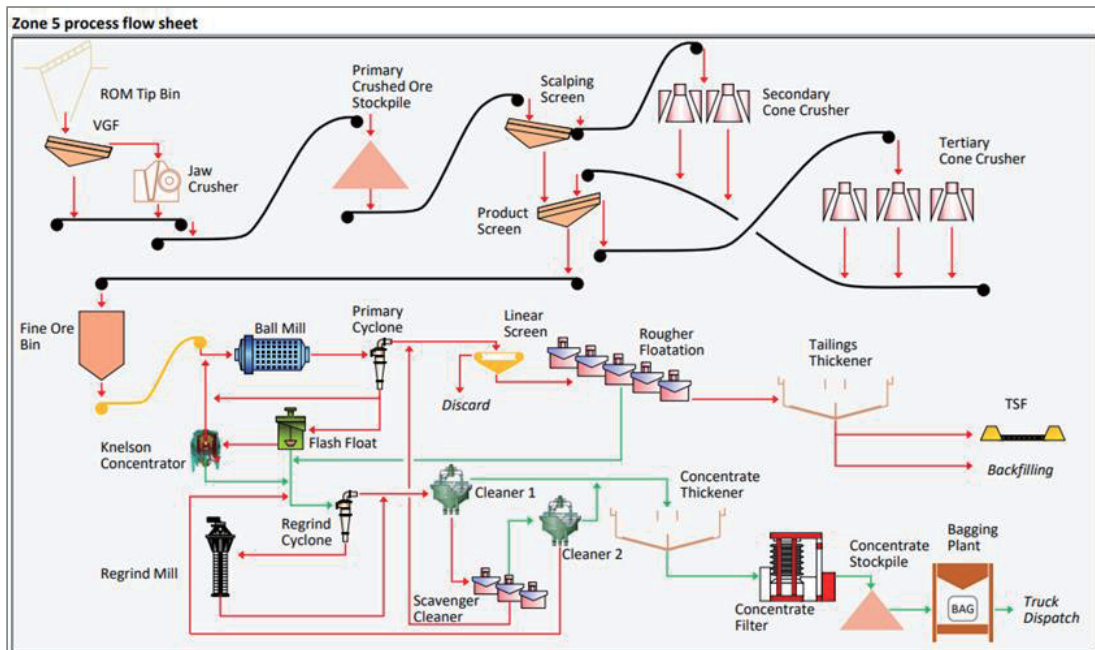 Zone 5 process flow sheet
ROM Tip Bin
VGF
Jaw
Crusher
Primary
Crushed Ore
Stockpile
Scalping
Screen
Secondary
Cone Crusher
Tertiary
Cone Crusher
Product
Screen
Fine Ore
Bin
Ball Mill
Primary
Cyclone
Linear
Screen
Rougher
Floatation
Tailings
Thickener
Discard
TSF
Flash Float
Knelson
Concentrator
Backfilling
Cleaner 1
Concentrate
Thickener
Regrind
Cyclone
Cleaner 2
Regrind Mill
Scavenger
Cleaner
Concentrate
Filter
Concentrate
Stockpile
Bagging
Plant
BAG
Truck
Dispatch